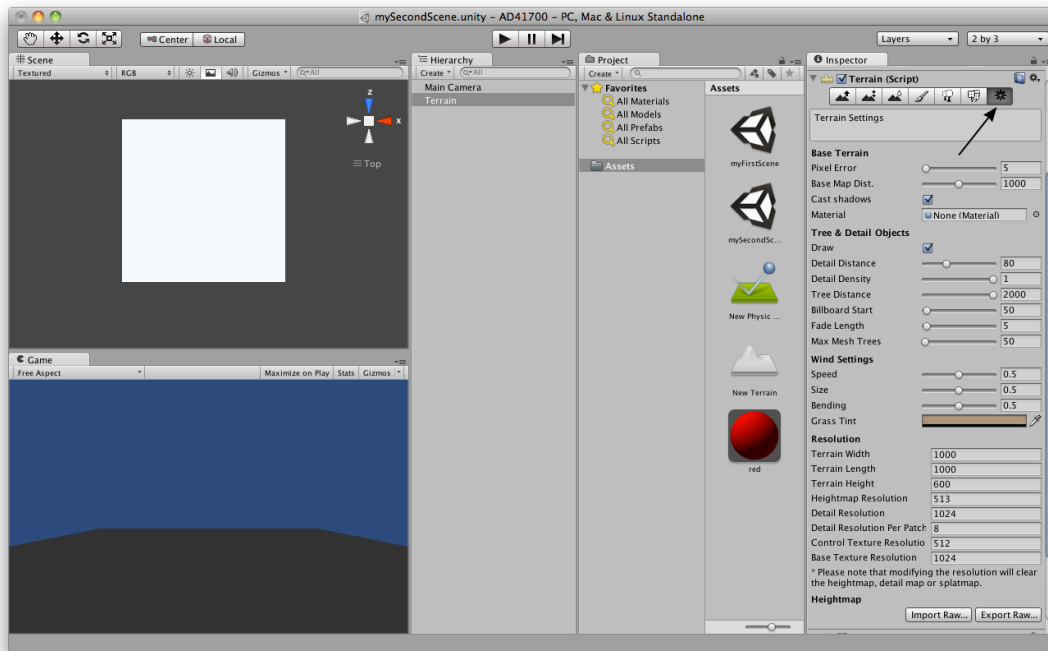 mySecondScene.unity – AD41700 – PC, Mac & Linux Standalone
Center Local Layers 2 by 3
Scene
Textured RGB Gizmos All
z
x
Top
Game
Free Aspect Maximize on Play Stats Gizmos
Hierarchy
Create All
Main Camera
Terrain
Project
Create
Favorites
All Materials
All Models
All Prefabs
All Scripts
Assets
Assets
myFirstScene
mySecondSc...
New Physic ...
New Terrain
red
Inspector
Terrain (Script)
Terrain Settings
Base Terrain
Pixel Error 5
Base Map Dist. 1000
Cast shadows
Material None (Material)
Tree & Detail Objects
Draw
Detail Distance 80
Detail Density 1
Tree Distance 2000
Billboard Start 50
Fade Length 5
Max Mesh Trees 50
Wind Settings
Speed 0.5
Size 0.5
Bending 0.5
Grass Tint
Resolution
Terrain Width 1000
Terrain Length 1000
Terrain Height 600
Heightmap Resolution 513
Detail Resolution 1024
Detail Resolution Per Patch 8
Control Texture Resolutio 512
Base Texture Resolution 1024
* Please note that modifying the resolution will clear
the heightmap, detail map or splatmap.
Heightmap
Import Raw... Export Raw...